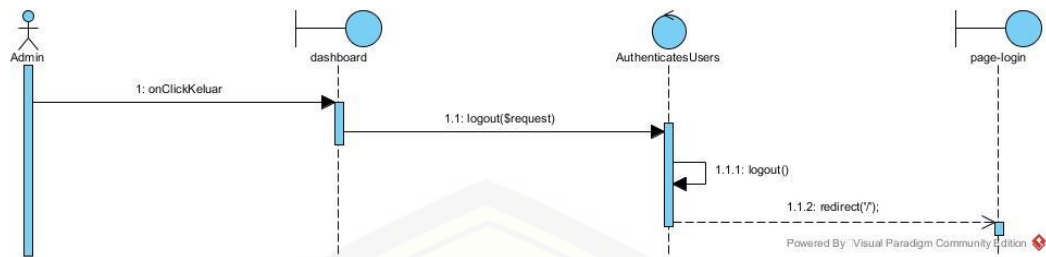 Admin
dashboard
AuthenticatesUsers
page-login
1: onClickKeluar
1.1: logout($request)
1.1.1: logout()
1.1.2: redirect('/');
Powered By Visual Paradigm Community Edition